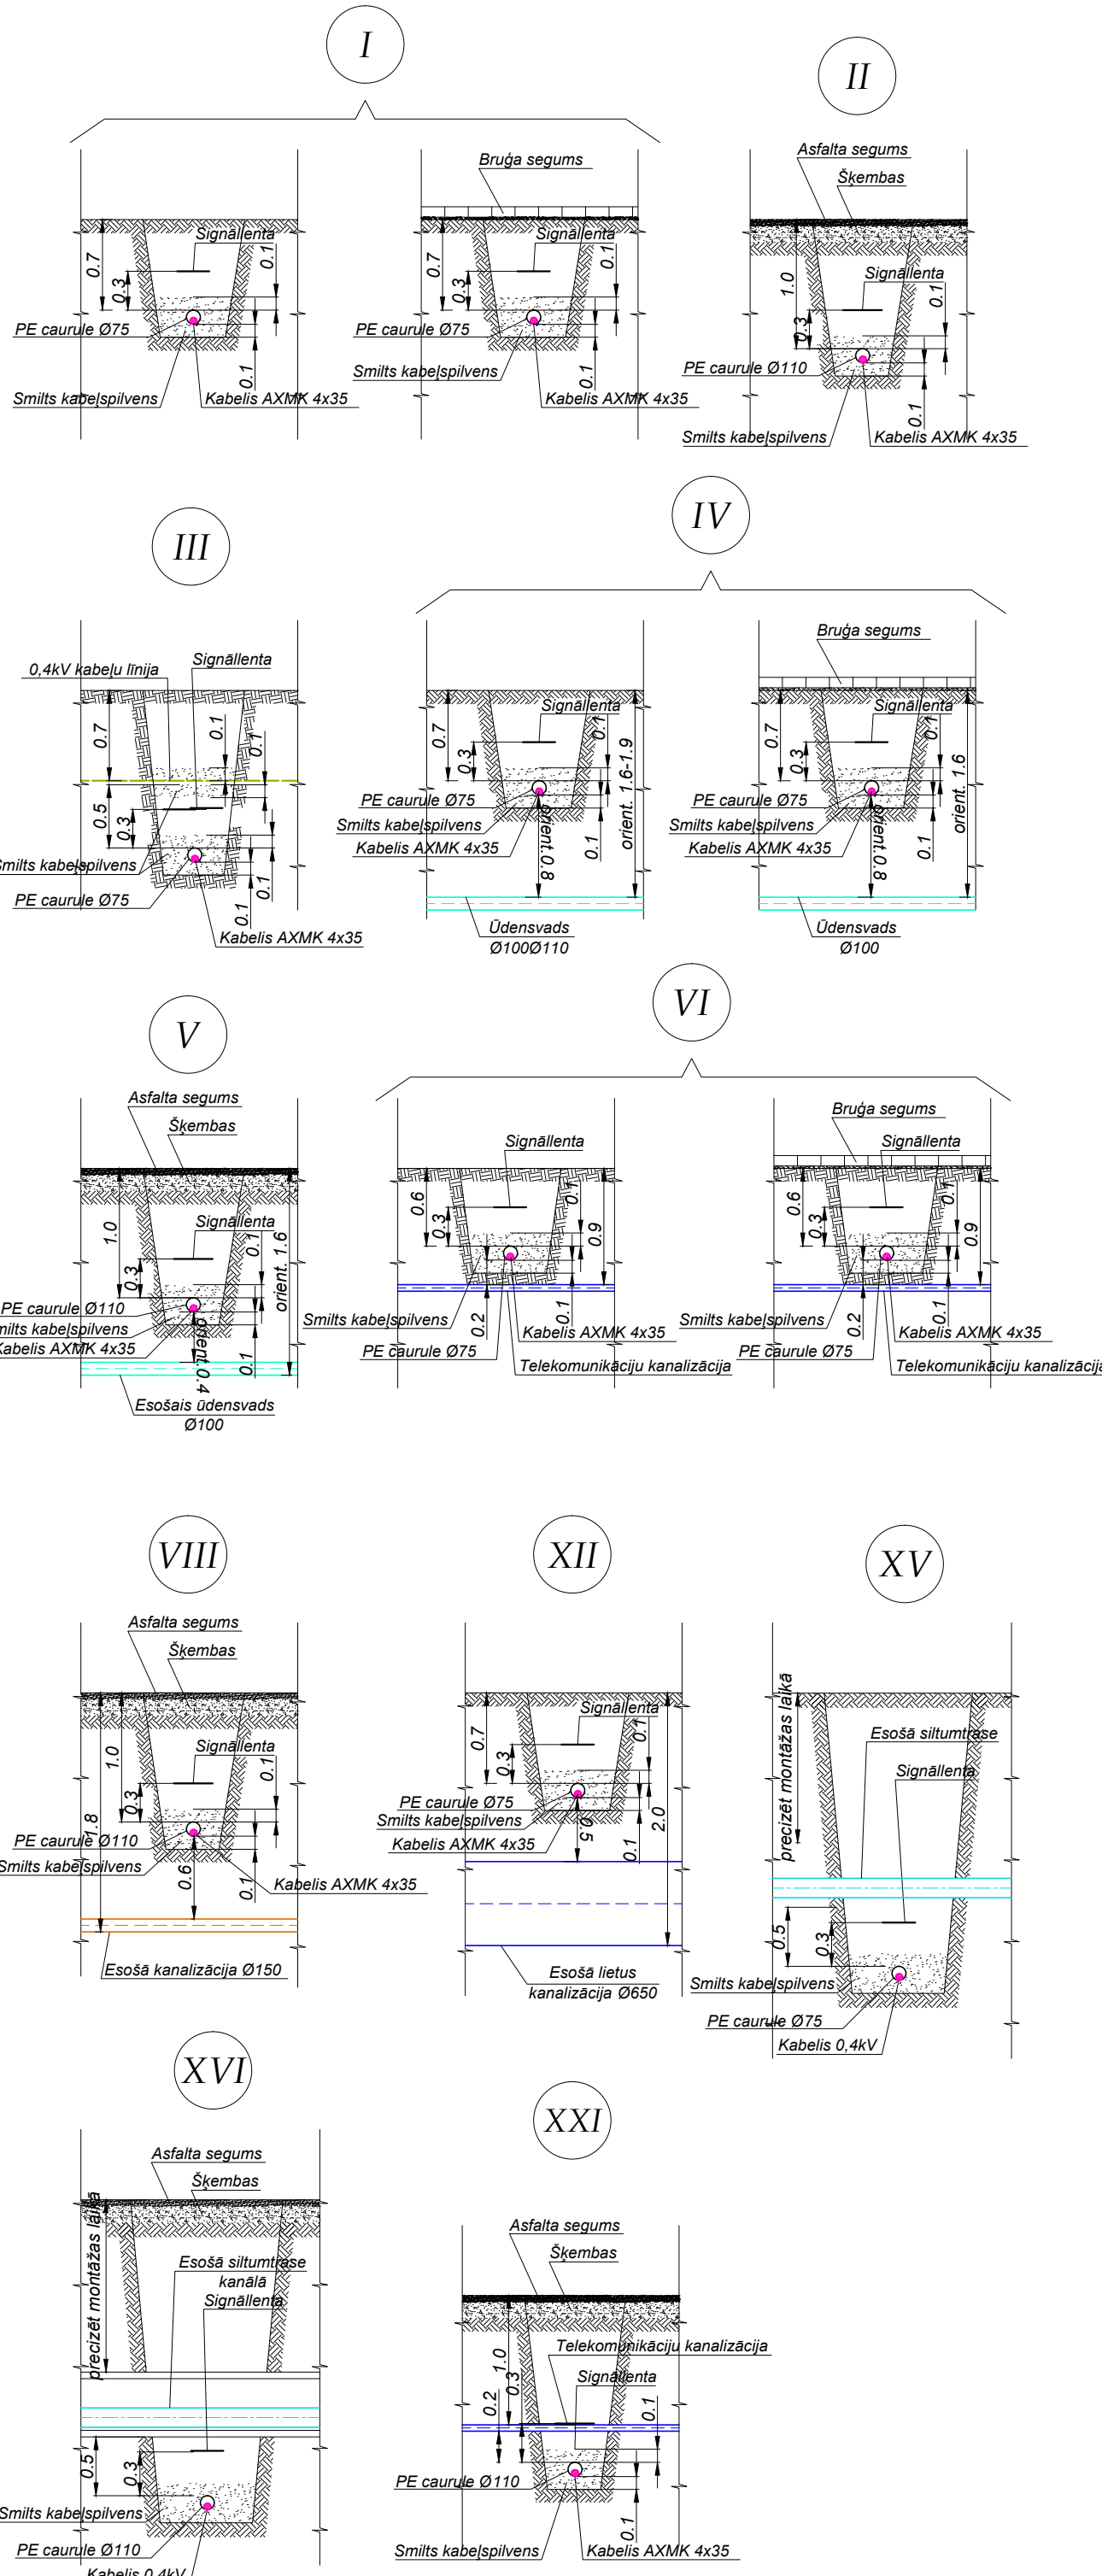 I
II
Bruģa segums
Asfalta segums
Šķembas
Signāllenta
0.1
0.7
0.3
PE caurule Ø75
Smilts kabeļspilvens
Kabelis AXMK 4x35
0.1
Signāllenta
0.1
0.7
0.3
PE caurule Ø75
Smilts kabeļspilvens
Kabelis AXMK 4x35
0.1
Signāllenta
0.1
1.0
0.3
PE caurule Ø110
Smilts kabeļspilvens
Kabelis AXMK 4x35
0.1
III
IV
0,4kV kabeļu līnija
Signāllenta
0.7
0.1
0.1
0.5
0.3
Smilts kabeļspilvens
PE caurule Ø75
0.1
0.1
Kabelis AXMK 4x35
Signāllenta
0.1
0.7
0.3
orient. 1.6-1.9
PE caurule Ø75
Smilts kabeļspilvens
Kabelis AXMK 4x35
orient.0.8
0.1
Ūdensvads
Ø100Ø110
Bruģa segums
Signāllenta
0.1
0.7
0.3
orient. 1.6
PE caurule Ø75
Smilts kabeļspilvens
Kabelis AXMK 4x35
orient.0.8
0.1
Ūdensvads
Ø100
V
VI
Asfalta segums
Šķembas
Signāllenta
0.1
1.0
0.3
orient. 1.6
PE caurule Ø110
Smilts kabeļspilvens
Kabelis AXMK 4x35
orient.0.4
0.1
Esošais ūdensvads
Ø100
Signāllenta
0.6
0.3
0.1
0.9
Smilts kabeļspilvens
0.2
0.1
Kabelis AXMK 4x35
PE caurule Ø75
Telekomunikāciju kanalizācija
Bruģa segums
Signāllenta
0.6
0.3
0.1
0.9
Smilts kabeļspilvens
0.2
0.1
Kabelis AXMK 4x35
PE caurule Ø75
Telekomunikāciju kanalizācija
VIII
XII
XV
Asfalta segums
Šķembas
Signāllenta
0.1
1.0
0.3
1.8
PE caurule Ø110
Smilts kabeļspilvens
0.6
0.1
Kabelis AXMK 4x35
Esošā kanalizācija Ø150
Signāllenta
0.1
0.7
0.3
PE caurule Ø75
Smilts kabeļspilvens
Kabelis AXMK 4x35
0.5
0.1
2.0
Esošā lietus
kanalizācija Ø650
precizēt montāžas laikā
Esošā siltumtrase
Signāllenta
0.5
0.3
Smilts kabeļspilvens
PE caurule Ø75
Kabelis 0,4kV
XVI
XXI
Asfalta segums
Šķembas
precizēt montāžas laikā
Esošā siltumtrase
kanālā
Signāllenta
0.5
0.3
Smilts kabeļspilvens
PE caurule Ø110
Kabelis 0,4kV
Asfalta segums
Šķembas
Telekomunikāciju kanalizācija
Signāllenta
1.0
0.3
0.2
0.1
PE caurule Ø110
0.1
Smilts kabeļspilvens
Kabelis AXMK 4x35